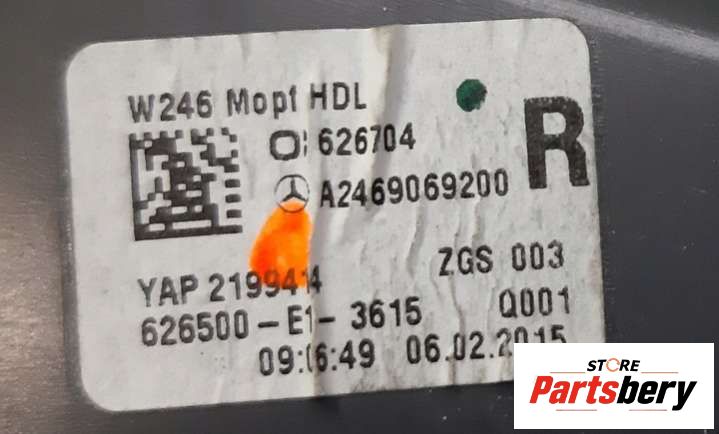 W246 Mopf HDL
626704
R
A2469069200
YAP 2199414
ZGS 003
626500-E1-3615 Q001
09:06:49 06.02.2015
STORE
Partsbery